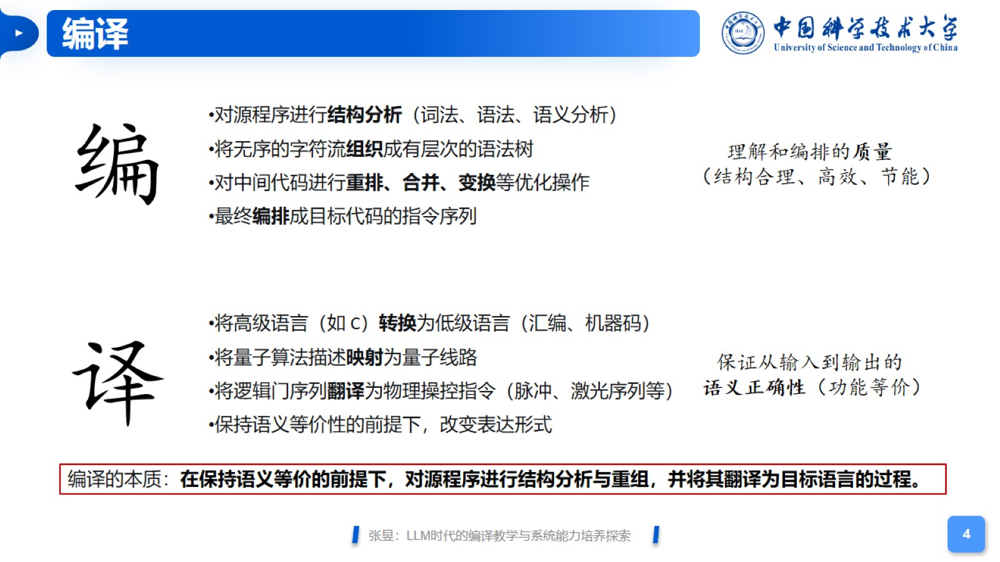 编译
中国科学技术大学
University of Science and Technology of China
编
•对源程序进行结构分析（词法、语法、语义分析）
•将无序的字符流组织成有层次的语法树
•对中间代码进行重排、合并、变换等优化操作
•最终编排成目标代码的指令序列
理解和编排的质量
（结构合理、高效、节能）
译
•将高级语言（如 C）转换为低级语言（汇编、机器码）
•将量子算法描述映射为量子线路
•将逻辑门序列翻译为物理操控指令（脉冲、激光序列等）
•保持语义等价性的前提下，改变表达形式
保证从输入到输出的
语义正确性（功能等价）
编译的本质：在保持语义等价的前提下，对源程序进行结构分析与重组，并将其翻译为目标语言的过程。
张昱：LLM时代的编译教学与系统能力培养探索
4